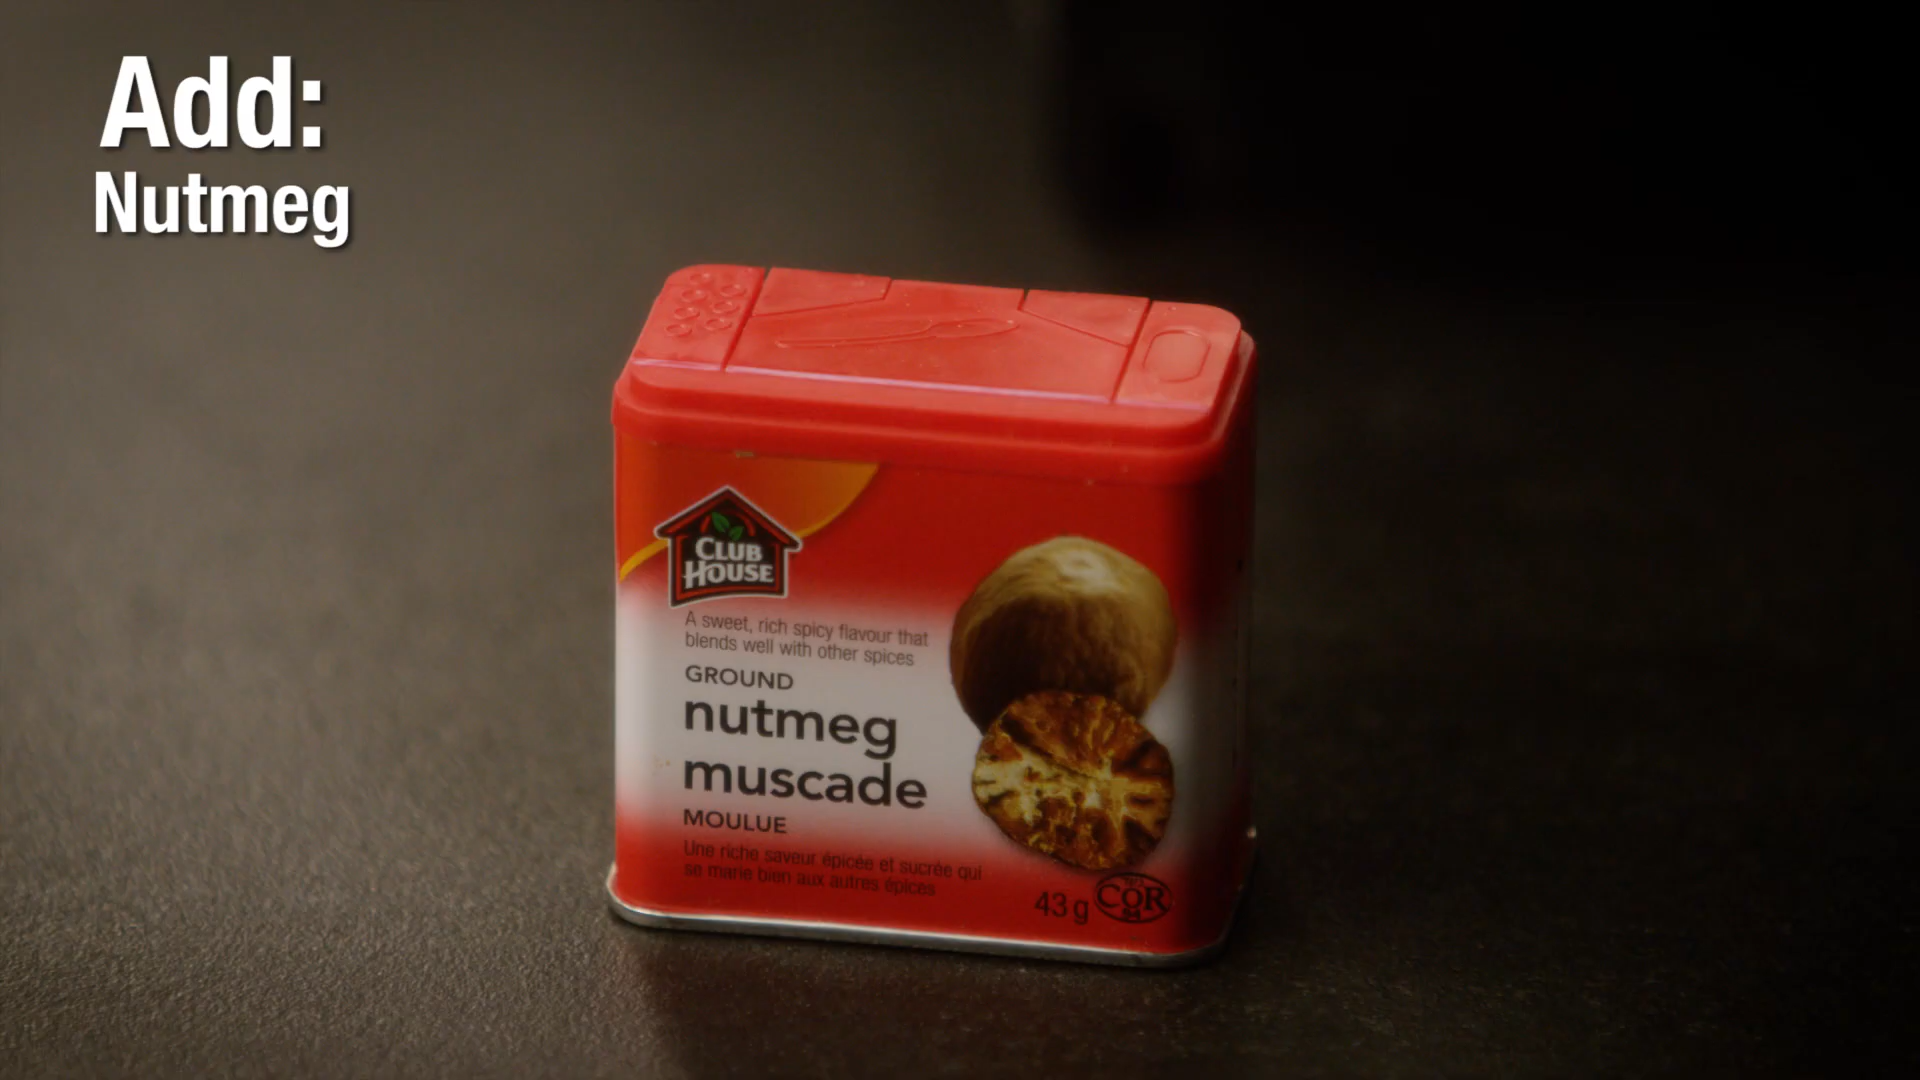 Add:
Nutmeg
CLUB
HOUSE
A sweet, rich spicy flavour that
blends well with other spices
GROUND
nutmeg
muscade
MOULUE
Une riche saveur épicée et sucrée qui
se marie bien aux autres épices
43 g
COR